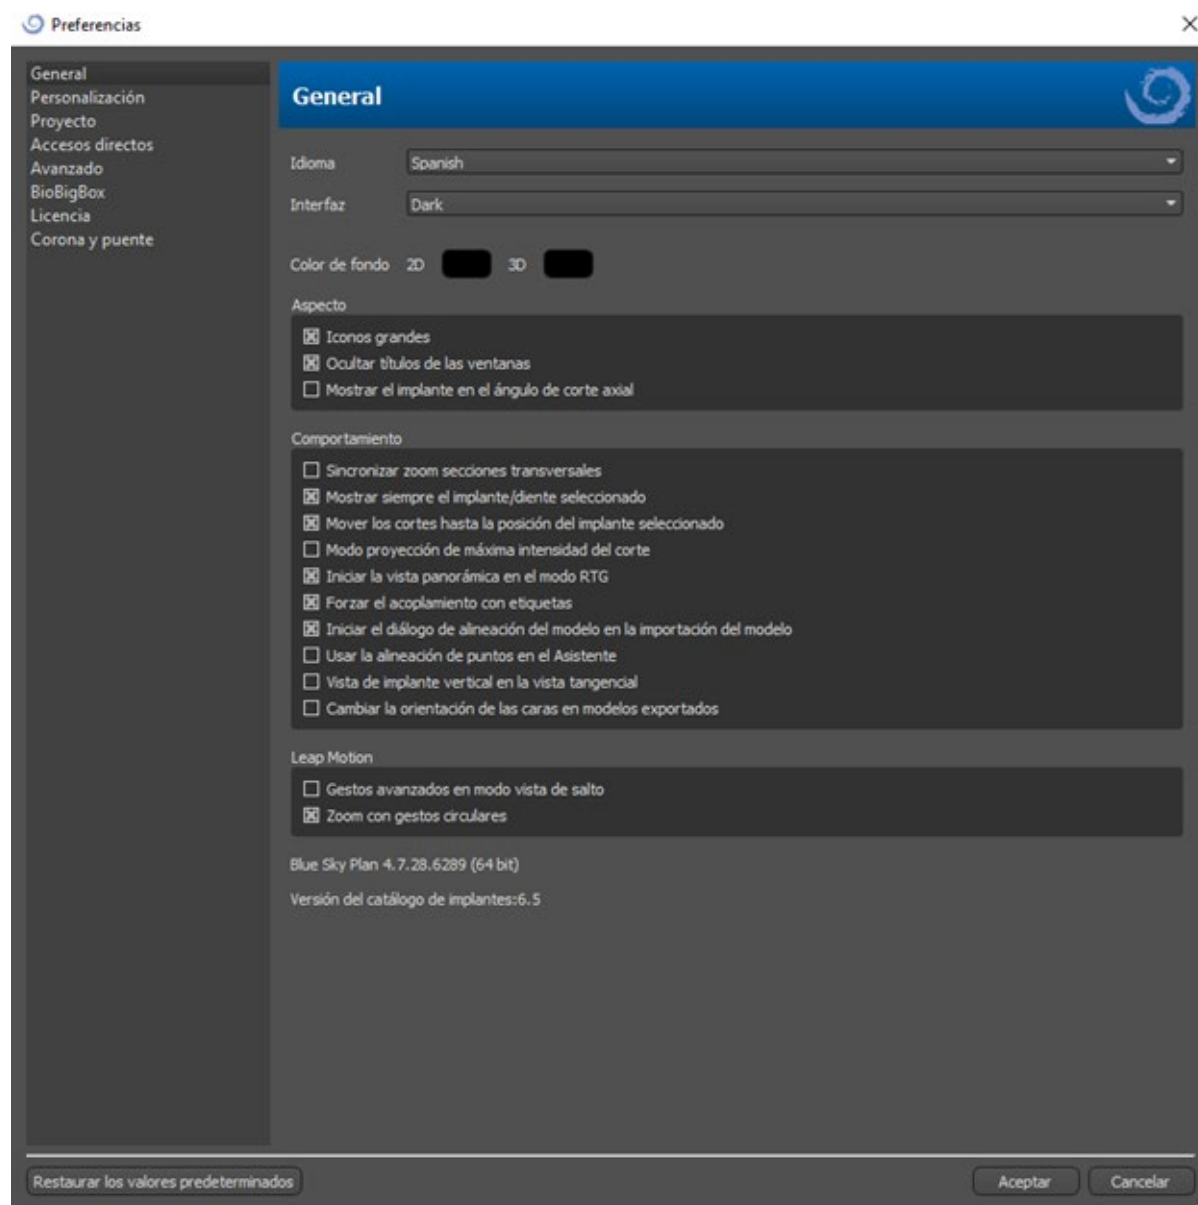 Preferencias
General
Personalización
Proyecto
Accesos directos
Avanzado
BioBigBox
Licencia
Corona y puente
General
Idioma Spanish
Interfaz Dark
Color de fondo 2D 3D
Aspecto
Iconos grandes
Ocultar títulos de las ventanas
Mostrar el implante en el ángulo de corte axial
Comportamiento
Sincronizar zoom secciones transversales
Mostrar siempre el implante/diente seleccionado
Mover los cortes hasta la posición del implante seleccionado
Modo proyección de máxima intensidad del corte
Iniciar la vista panorámica en el modo RTG
Forzar el acoplamiento con etiquetas
Iniciar el diálogo de alineación del modelo en la importación del modelo
Usar la alineación de puntos en el Asistente
Vista de implante vertical en la vista tangencial
Cambiar la orientación de las caras en modelos exportados
Leap Motion
Gestos avanzados en modo vista de salto
Zoom con gestos circulares
Blue Sky Plan 4.7.28.6289 (64 bit)
Versión del catálogo de implantes:6.5
Restaurar los valores predeterminados Aceptar Cancelar